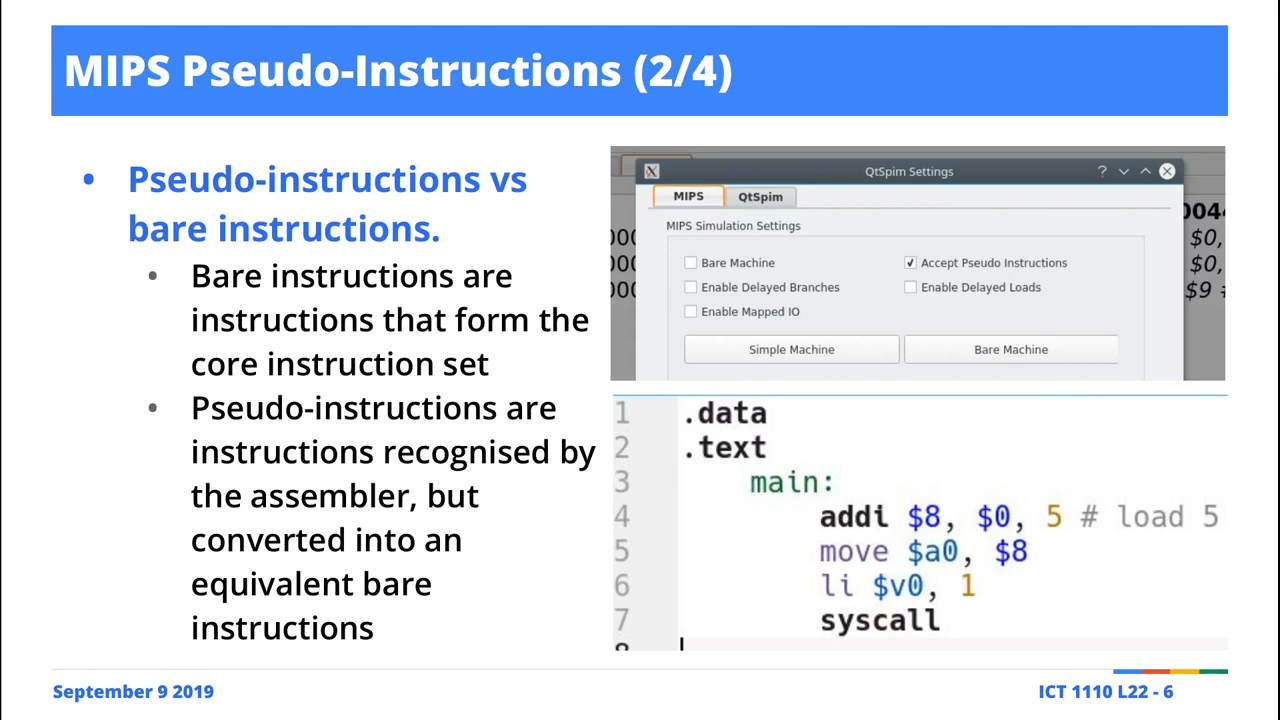 MIPS Pseudo-Instructions (2/4)
• Pseudo-instructions vs
bare instructions.
• Bare instructions are
instructions that form the
core instruction set
• Pseudo-instructions are
instructions recognised by
the assembler, but
converted into an
equivalent bare
instructions
QtSpim Settings
MIPS QtSpim
MIPS Simulation Settings
Bare Machine
Accept Pseudo Instructions
Enable Delayed Branches
Enable Delayed Loads
Enable Mapped IO
Simple Machine
Bare Machine
$0,
$0,
$9
1 .data
2 .text
3 main:
4 addi $8, $0, 5 # load 5
5 move $a0, $8
6 li $v0, 1
7 syscall
September 9 2019
ICT 1110 L22 - 6